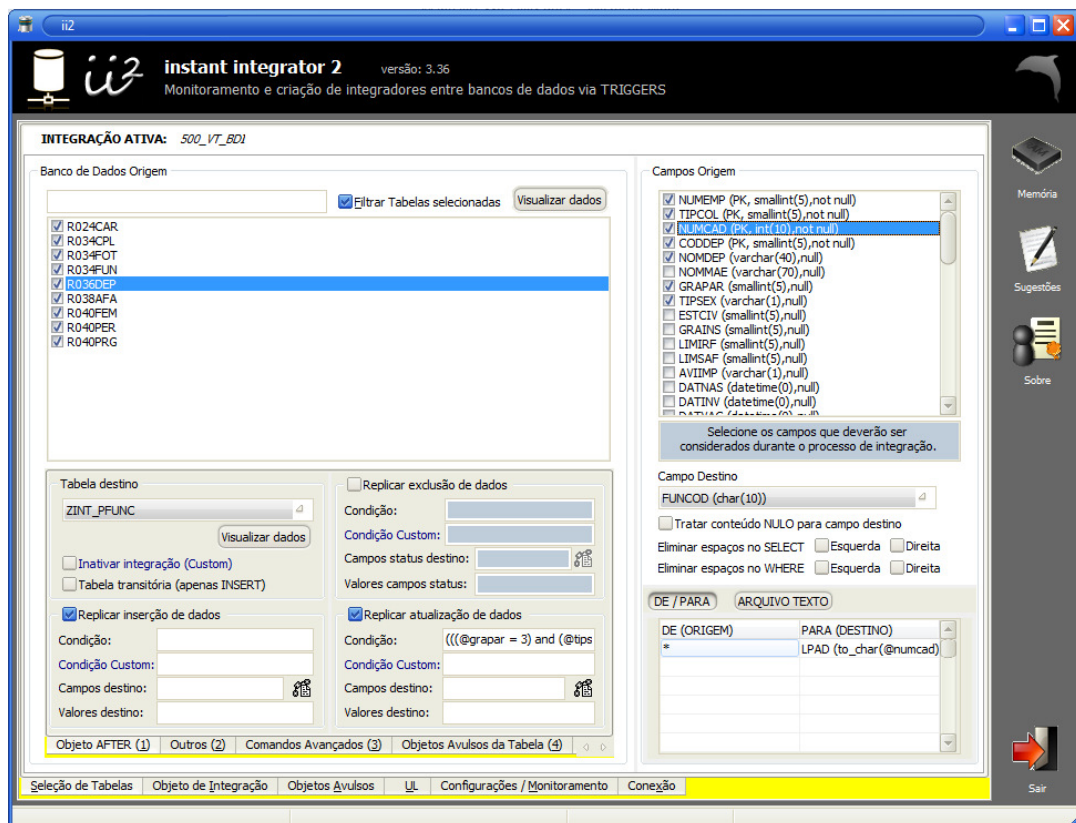 ii2
ii2
instant integrator 2 versão: 3.36
Monitoramento e criação de integradores entre bancos de dados via TRIGGERS
INTEGRAÇÃO ATIVA: 500_VT_BD1
Banco de Dados Origem
Filtrar Tabelas selecionadas
Visualizar dados
R024CAR
R034CPL
R034FOT
R034FUN
R036DEP
R038AFA
R040FEM
R040PER
R040PRG
Tabela destino
ZINT_PFUNC
Visualizar dados
Inativar integração (Custom)
Tabela transitória (apenas INSERT)
Replicar exclusão de dados
Condição:
Condição Custom:
Campos status destino:
Valores campos status:
Replicar inserção de dados
Condição:
Condição Custom:
Campos destino:
Valores destino:
Replicar atualização de dados
Condição: (((@grapar = 3) and (@tips
Condição Custom:
Campos destino:
Valores destino:
Objeto AFTER (1) Outros (2) Comandos Avançados (3) Objetos Avulsos da Tabela (4)
Campos Origem
NUMEMP (PK, smallint(5),not null)
TIPCOL (PK, smallint(5),not null)
NUMCAD (PK, int(10),not null)
CODDEP (PK, smallint(5),not null)
NOMDEP (varchar(40),null)
NOMMAE (varchar(70),null)
GRAPAR (smallint(5),null)
TIPSEX (varchar(1),null)
ESTCIV (smallint(5),null)
GRAINS (smallint(5),null)
LIMIRF (smallint(5),null)
LIMSAF (smallint(5),null)
AVIIMP (varchar(1),null)
DATNAS (datetime(0),null)
DATINV (datetime(0),null)
Selecione os campos que deverão ser
considerados durante o processo de integração.
Campo Destino
FUNCOD (char(10))
Tratar conteúdo NULO para campo destino
Eliminar espaços no SELECT Esquerda Direita
Eliminar espaços no WHERE Esquerda Direita
DE / PARA ARQUIVO TEXTO
DE (ORIGEM) PARA (DESTINO)
* LPAD (to_char(@numcad)
Seleção de Tabelas Objeto de Integração Objetos Avulsos UL Configurações / Monitoramento Conexão
Memória
Sugestões
Sobre
Sair